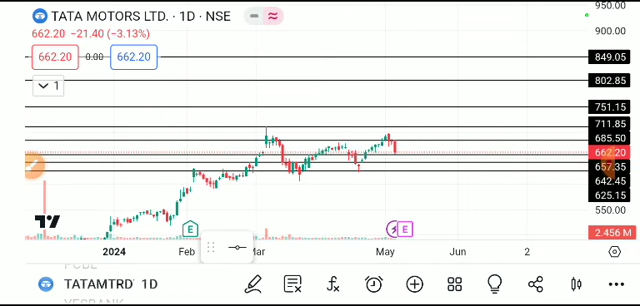 TATA MOTORS LTD. · 1D · NSE
662.20 −21.40 (−3.13%)
662.20 0.00 662.20
1
950.00
900.00
849.05
802.85
751.15
711.85
685.50
662.20
657.35
642.45
625.15
550.00
2.456 M
E
E
2024 Feb Mar May Jun 2
TATAMTRD 1D